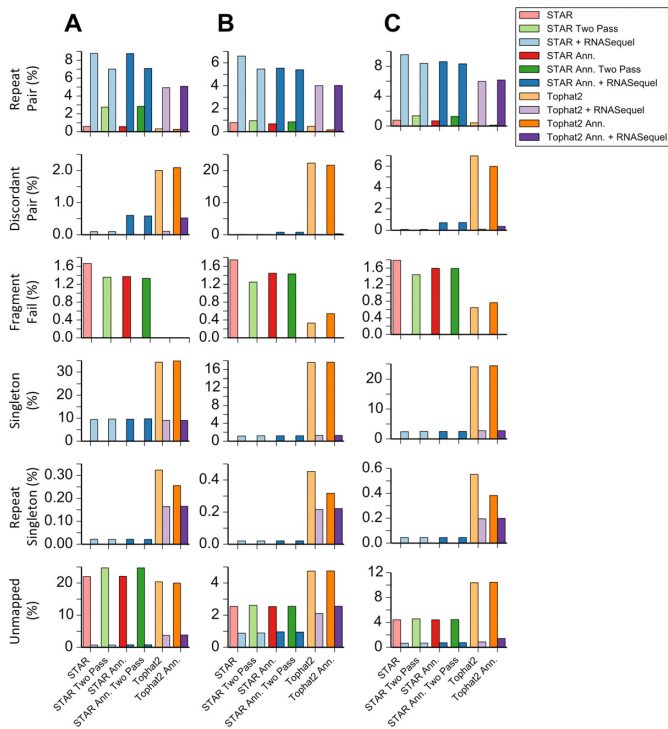 A
B
C
STAR
STAR Two Pass
STAR + RNASequel
STAR Ann.
STAR Ann. Two Pass
STAR Ann. + RNASequel
Tophat2
Tophat2 + RNASequel
Tophat2 Ann.
Tophat2 Ann. + RNASequel
Repeat
Pair (%)
8
6
4
2
0
6
4
2
0
8
6
4
2
0
Discordant
Pair (%)
2.0
1.0
0.0
20
10
0
6
4
2
0
Fragment
Fail (%)
1.6
1.2
0.8
0.4
0.0
1.6
1.2
0.8
0.4
0.0
1.6
1.2
0.8
0.4
0.0
Singleton
(%)
30
20
10
0
16
12
8
4
0
20
10
0
Repeat
Singleton (%)
0.30
0.20
0.10
0.00
0.4
0.2
0.0
0.6
0.4
0.2
0.0
Unmapped
(%)
20
10
0
4
2
0
12
8
4
0
STAR
STAR Two Pass
STAR Ann.
STAR Ann. Two Pass
Tophat2
Tophat2 Ann.
STAR
STAR Two Pass
STAR Ann.
STAR Ann. Two Pass
Tophat2
Tophat2 Ann.
STAR
STAR Two Pass
STAR Ann.
STAR Ann. Two Pass
Tophat2
Tophat2 Ann.